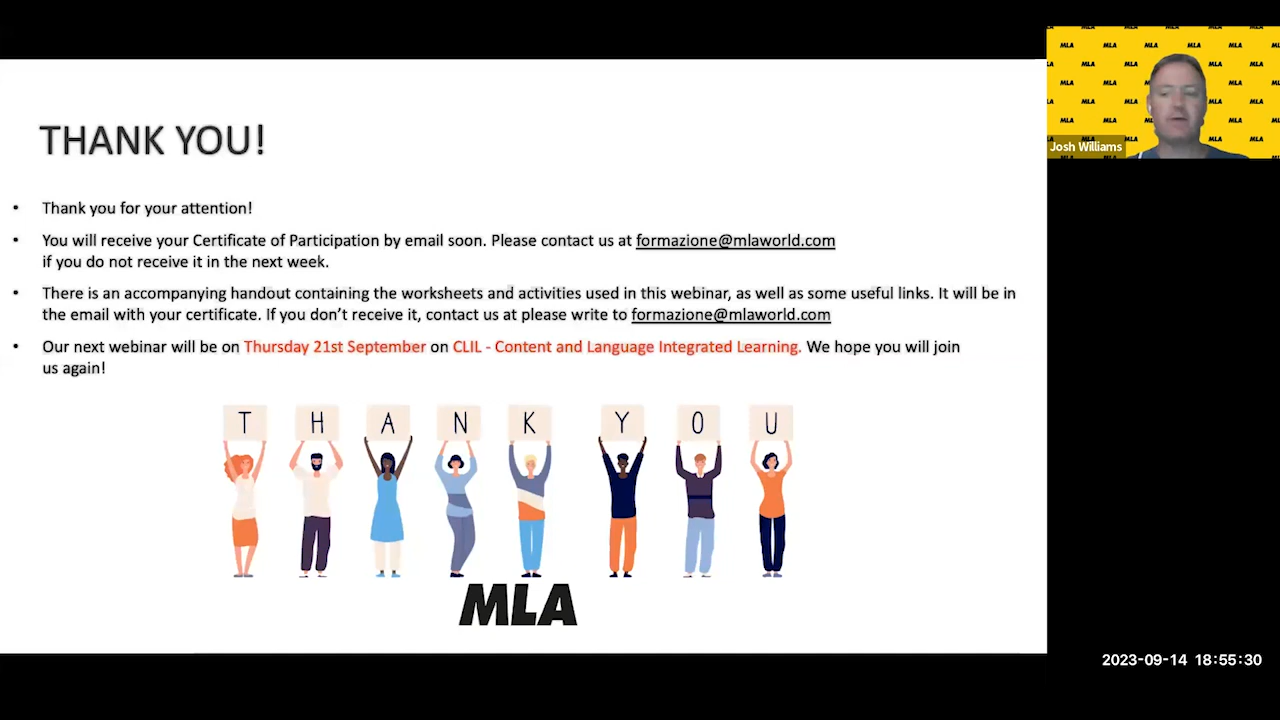 THANK YOU!
• Thank you for your attention!
• You will receive your Certificate of Participation by email soon. Please contact us at formazione@mlaworld.com
if you do not receive it in the next week.
• There is an accompanying handout containing the worksheets and activities used in this webinar, as well as some useful links. It will be in
the email with your certificate. If you don’t receive it, contact us at please write to formazione@mlaworld.com
• Our next webinar will be on Thursday 21st September on CLIL - Content and Language Integrated Learning. We hope you will join
us again!
T H A N K Y O U
MLA
MLA MLA MLA MLA MLA
Josh Williams
2023-09-14 18:55:30